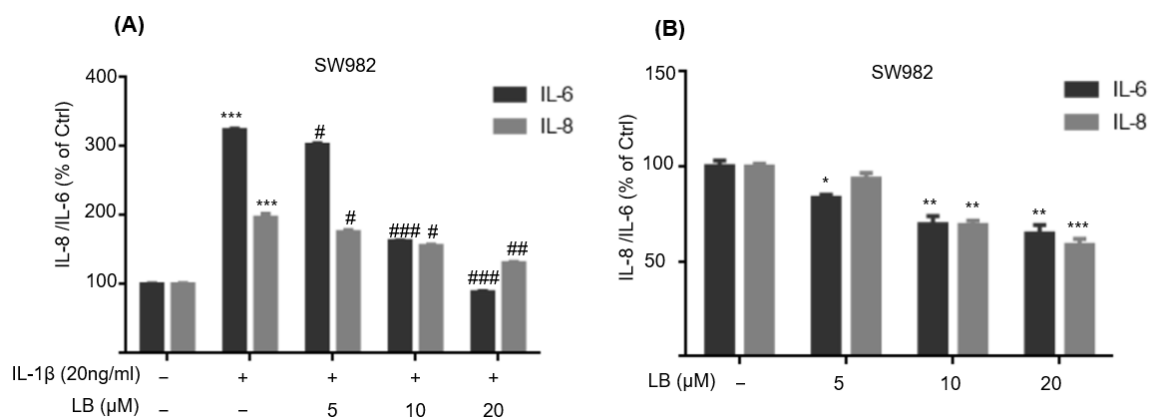 (A)
SW982
400
300
200
100
IL-8 /IL-6 (% of Ctrl)
IL-6
IL-8
***
***
#
#
###
#
###
##
IL-1β (20ng/ml) – + + + +
LB (μM) – – 5 10 20
(B)
SW982
150
100
50
IL-8 /IL-6 (% of Ctrl)
IL-6
IL-8
*
**
**
**
***
LB (μM) – 5 10 20